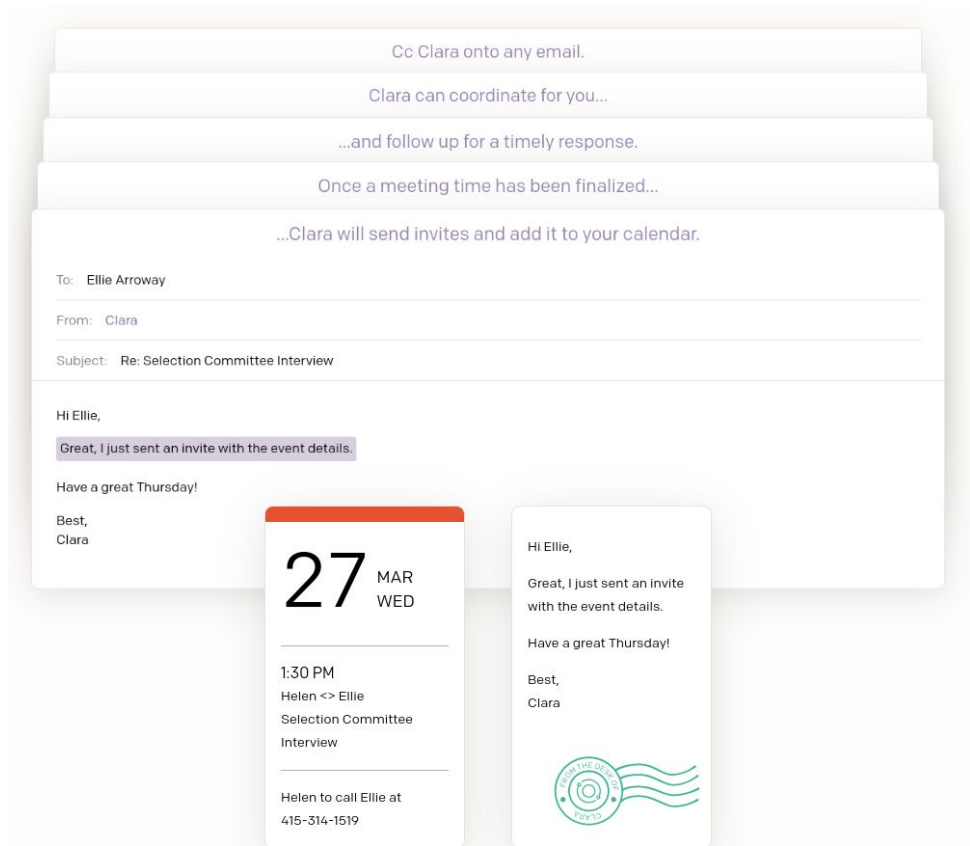 Cc Clara onto any email.
Clara can coordinate for you...
...and follow up for a timely response.
Once a meeting time has been finalized...
...Clara will send invites and add it to your calendar.
To: Ellie Arroway
From: Clara
Subject: Re: Selection Committee Interview
Hi Ellie,
Great, I just sent an invite with the event details.
Have a great Thursday!
Best,
Clara
27 MAR
WED
1:30 PM
Helen <> Ellie
Selection Committee
Interview
Helen to call Ellie at
415-314-1519
Hi Ellie,
Great, I just sent an invite
with the event details.
Have a great Thursday!
Best,
Clara
FROM THE DESK OF
CLARA